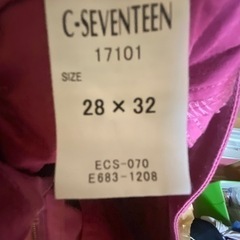 C·SEVENTEEN
17101
SIZE
28 × 32
ECS-070
E683-1208